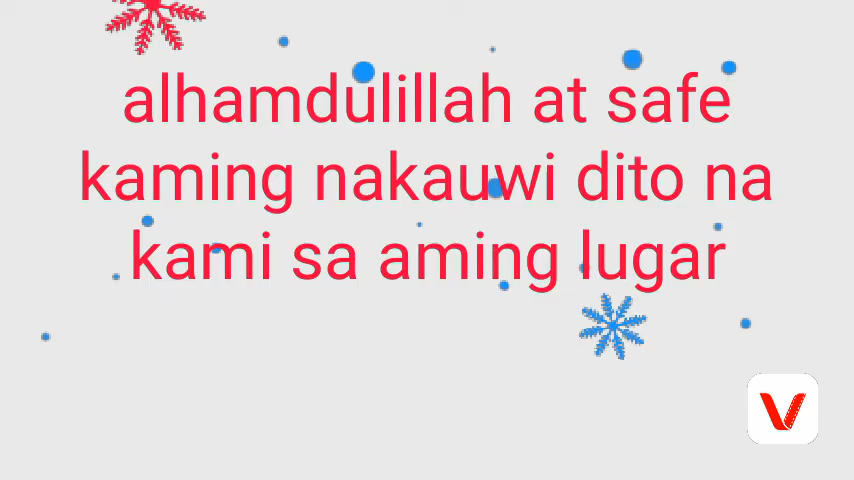 alhamdulillah at safe
kaming nakauwi dito na
kami sa aming lugar